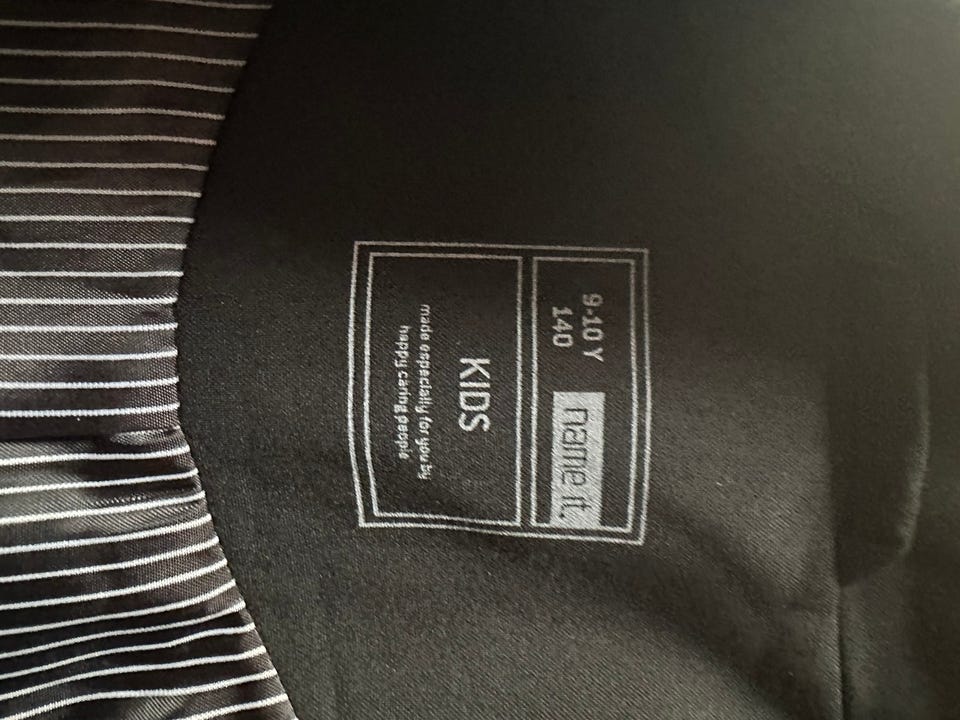 9-10 Y
140
name it.
KIDS
made especially for you by
happy caring people